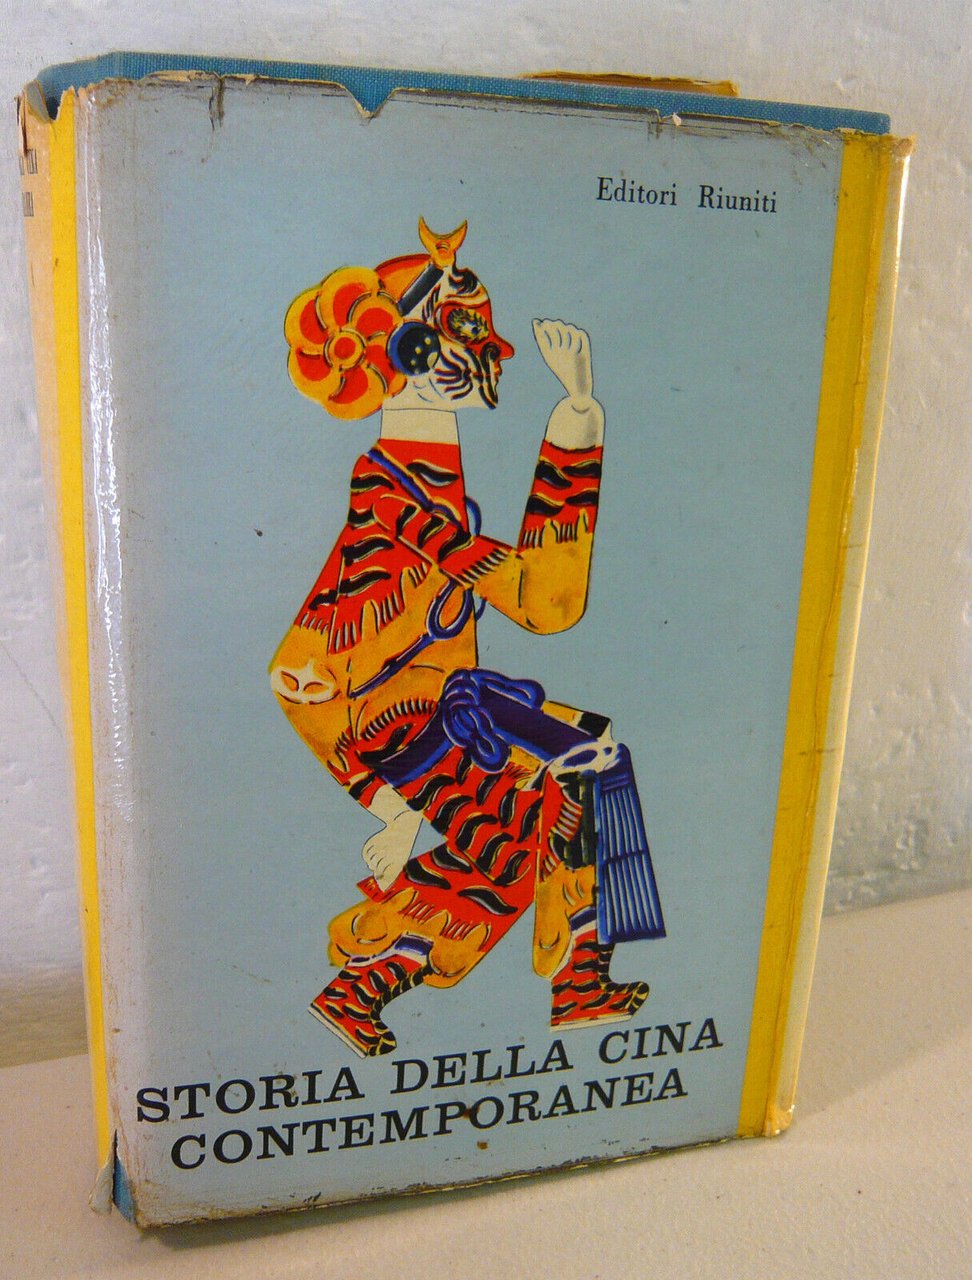 Editori Riuniti
STORIA DELLA CINA
CONTEMPORANEA